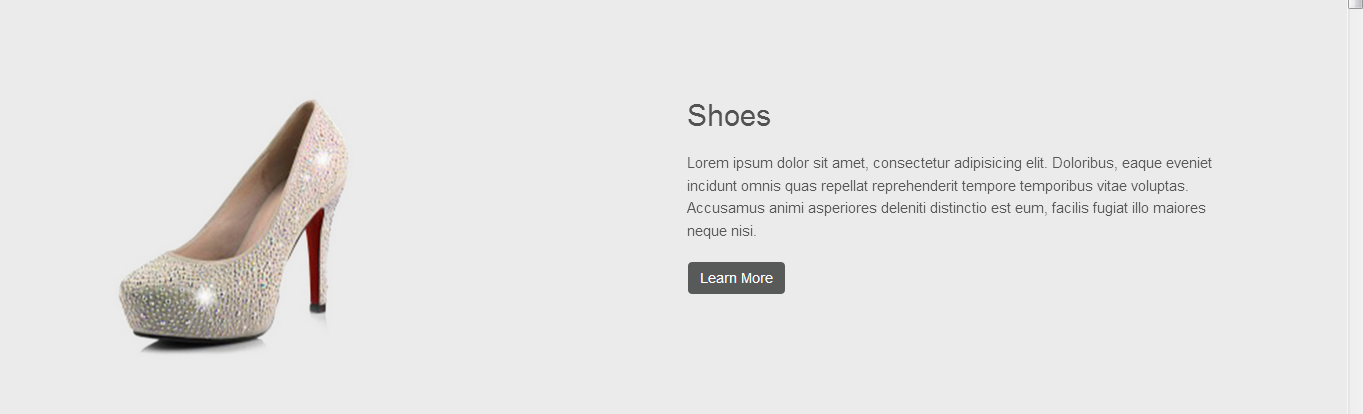 Shoes
Lorem ipsum dolor sit amet, consectetur adipisicing elit. Doloribus, eaque eveniet
incidunt omnis quas repellat reprehenderit tempore temporibus vitae voluptas.
Accusamus animi asperiores deleniti distinctio est eum, facilis fugiat illo maiores
neque nisi.
Learn More